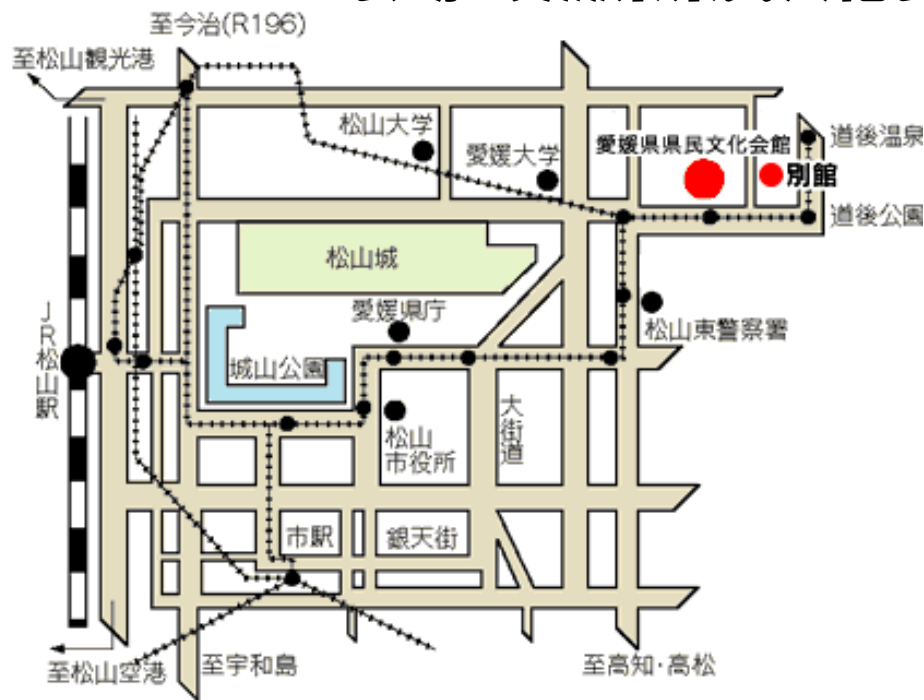 至今治(R196)
至松山観光港
松山大学
愛媛大学
愛媛県県民文化会館
別館
道後温泉
道後公園
松山城
愛媛県庁
松山東警察署
JR松山駅
城山公園
松山
市役所
大街道
市駅
銀天街
至松山空港
至宇和島
至高知・高松